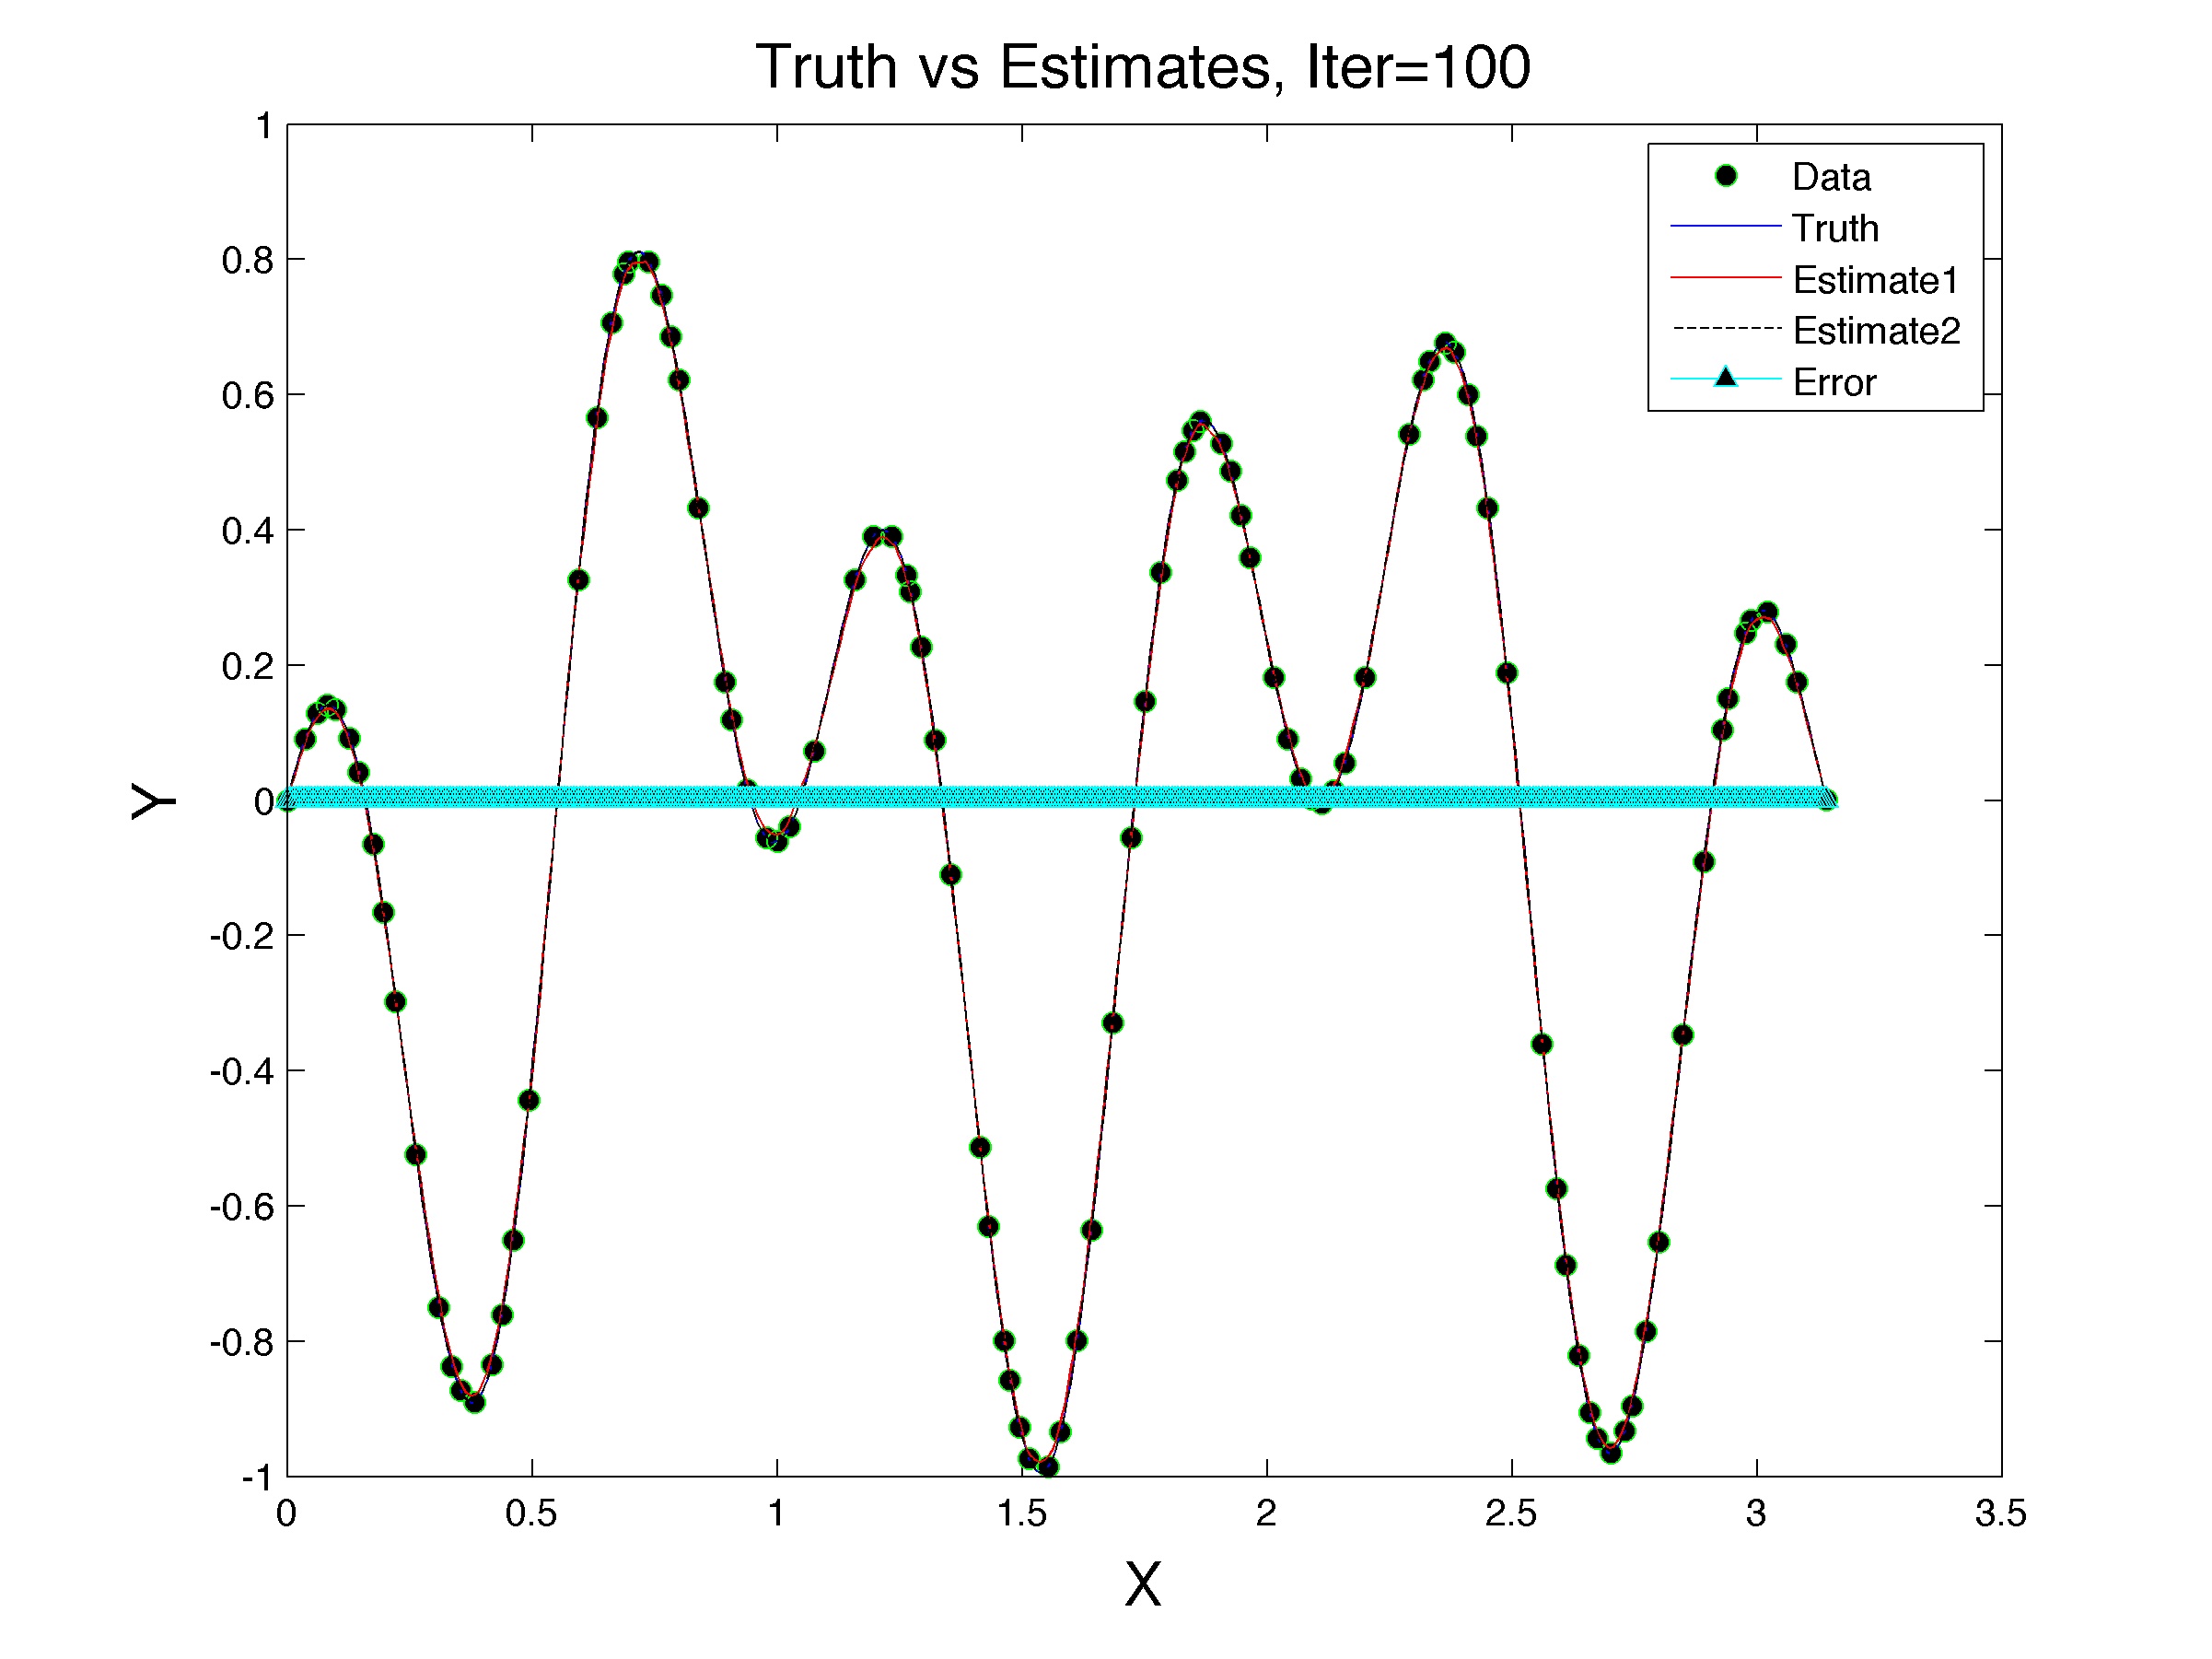 Truth vs Estimates, Iter=100
1
0.8
0.6
0.4
0.2
0
-0.2
-0.4
-0.6
-0.8
-1
Y
Data
Truth
Estimate1
Estimate2
Error
0 0.5 1 1.5 2 2.5 3 3.5
X